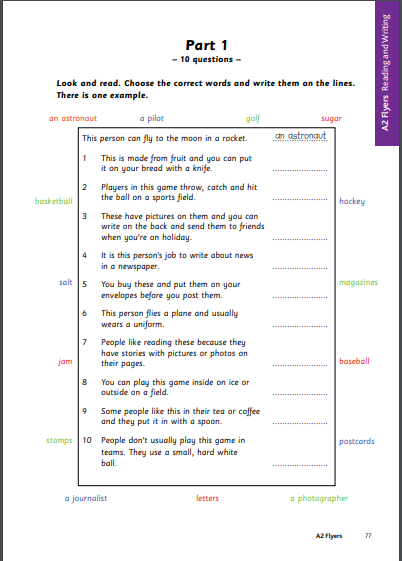 Part 1
– 10 questions –
Look and read. Choose the correct words and write them on the lines.
There is one example.
A2 Flyers Reading and Writing
an astronaut a pilot golf sugar
This person can fly to the moon in a rocket. an astronaut
1 This is made from fruit and you can put
it on your bread with a knife. ........................
2 Players in this game throw, catch and hit
the ball on a sports field. ........................
basketball
hockey
3 These have pictures on them and you can
write on the back and send them to friends
when you're on holiday. ........................
4 It is this person's job to write about news
in a newspaper. ........................
salt
magazines
5 You buy these and put them on your
envelopes before you post them. ........................
6 This person flies a plane and usually
wears a uniform. ........................
7 People like reading these because they
have stories with pictures or photos on
their pages. ........................
jam
baseball
8 You can play this game inside on ice or
outside on a field. ........................
9 Some people like this in their tea or coffee
and they put it in with a spoon. ........................
stamps
postcards
10 People don't usually play this game in
teams. They use a small, hard white
ball. ........................
a journalist letters a photographer
A2 Flyers 77